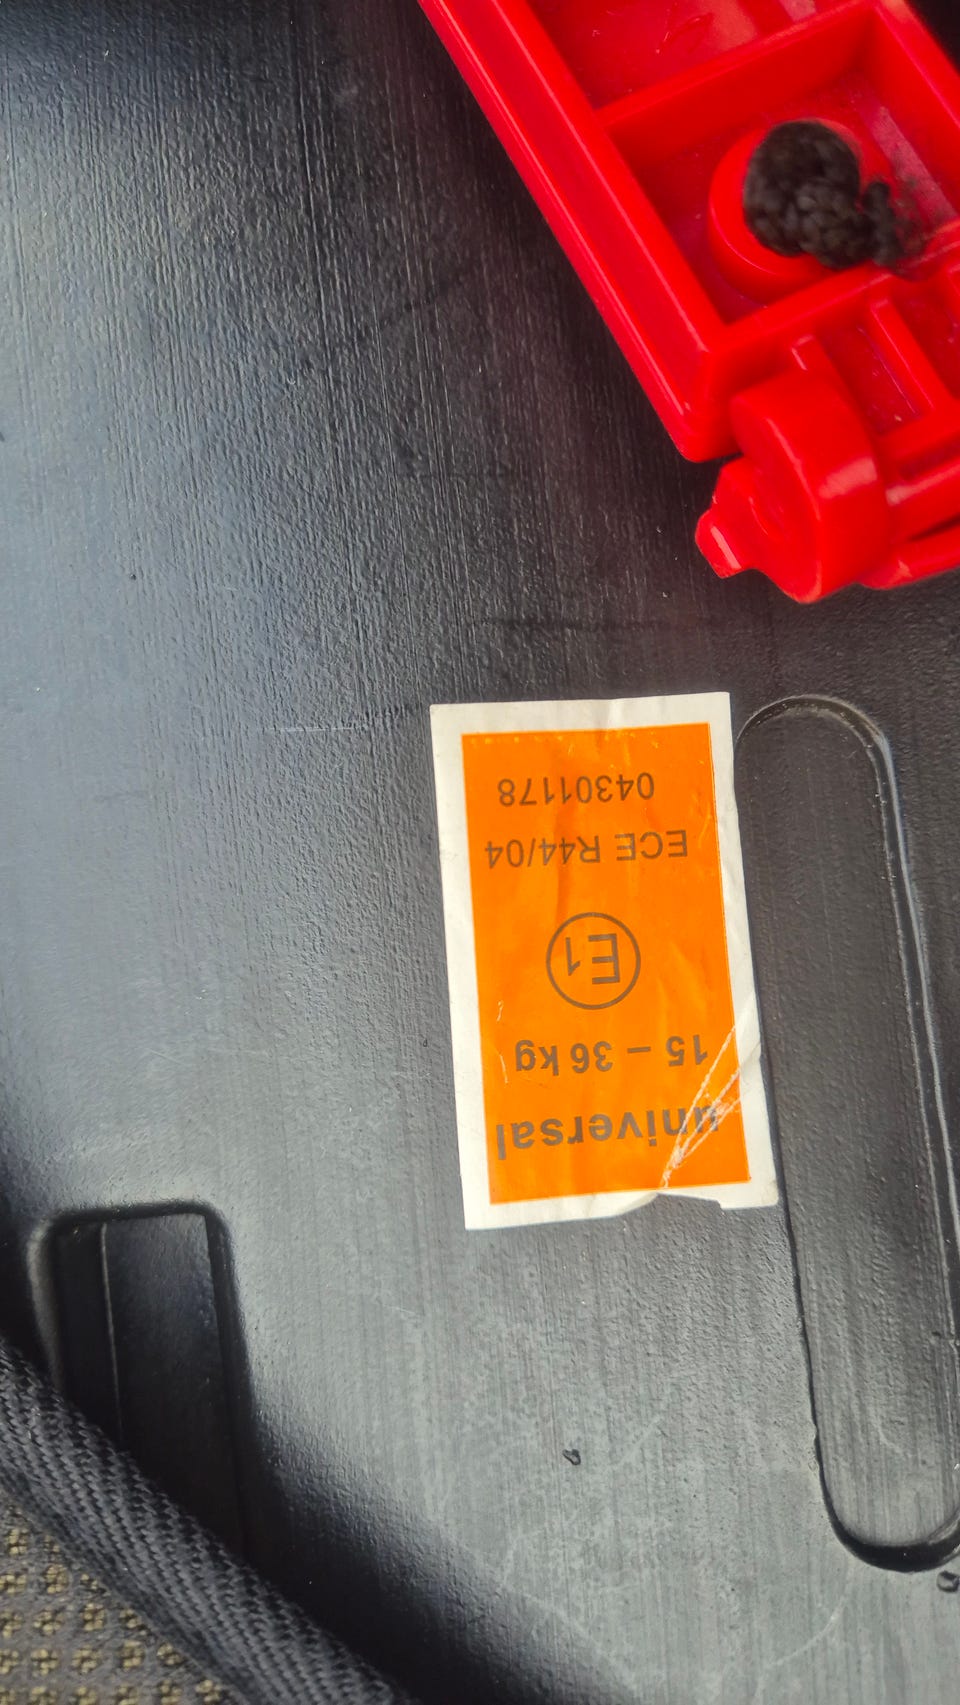 universal
15 – 36 kg
E1
ECE R44/04
04301178